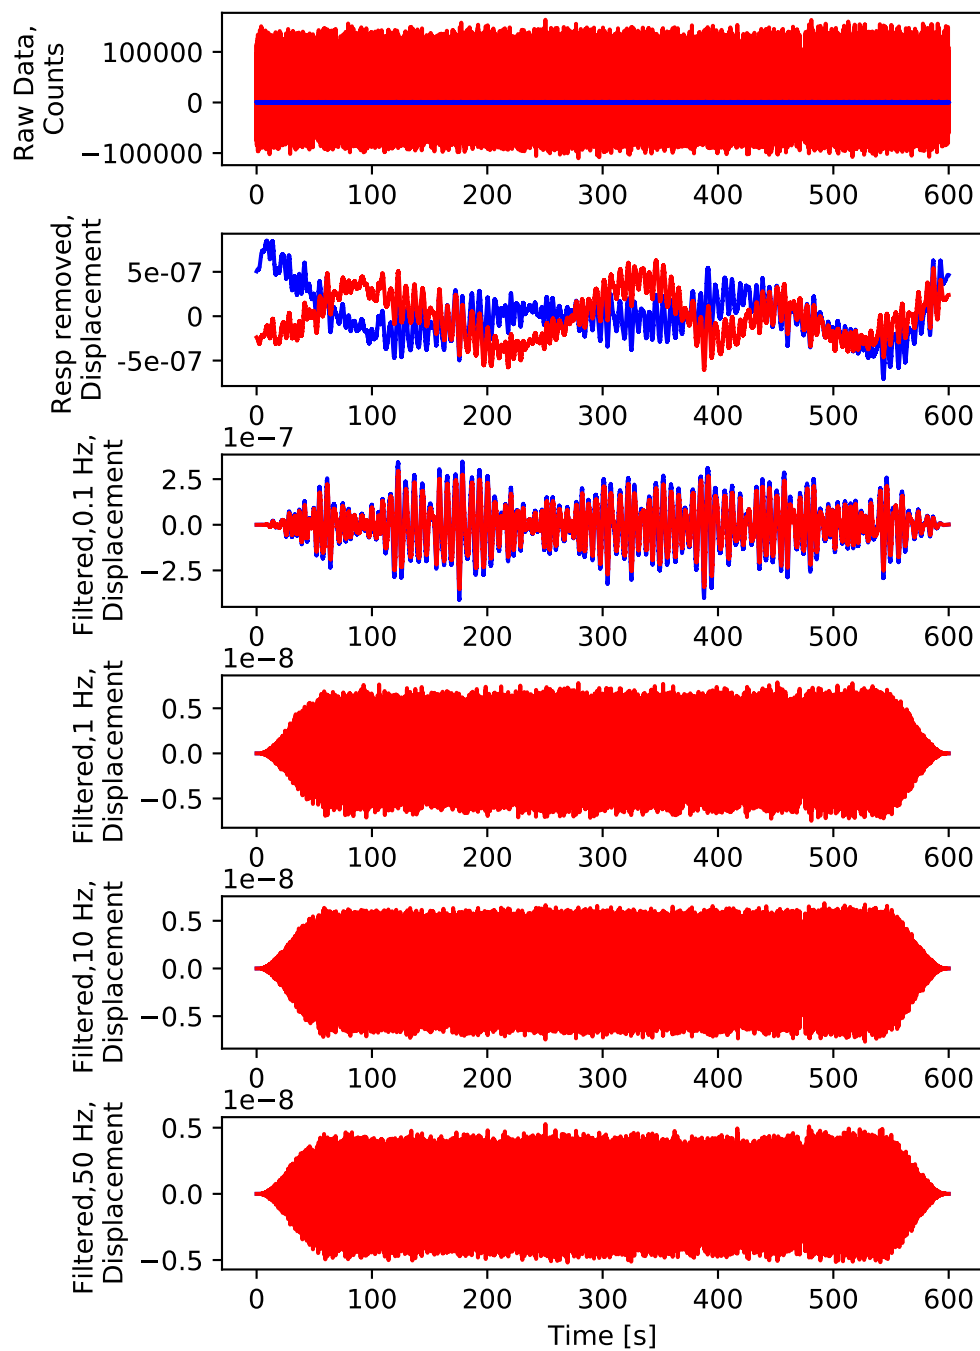 Raw Data,
Counts
100000
0
−100000
0 100 200 300 400 500 600
Resp removed,
Displacement
5e-07
0
-5e-07
0 100 200 300 400 500 600
1e−7
Filtered,0.1 Hz,
Displacement
2.5
0.0
−2.5
0 100 200 300 400 500 600
1e−8
Filtered,1 Hz,
Displacement
0.5
0.0
−0.5
0 100 200 300 400 500 600
1e−8
Filtered,10 Hz,
Displacement
0.5
0.0
−0.5
0 100 200 300 400 500 600
1e−8
Filtered,50 Hz,
Displacement
0.5
0.0
−0.5
0 100 200 300 400 500 600
Time [s]